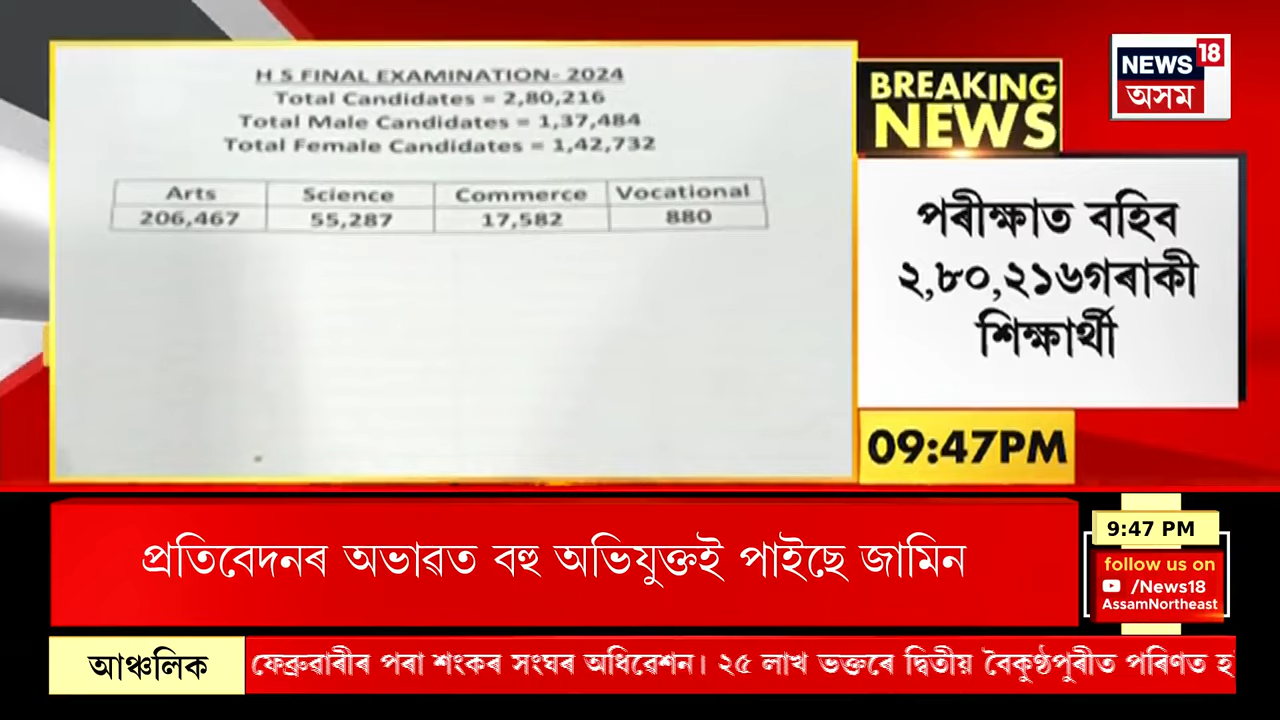 H S FINAL EXAMINATION- 2024
Total Candidates = 2,80,216
Total Male Candidates = 1,37,484
Total Female Candidates = 1,42,732
Arts Science Commerce Vocational
206,467 55,287 17,582 880
BREAKING
NEWS
NEWS 18
অসম
পৰীক্ষাত বহিব
২,৮০,২১৬গৰাকী
শিক্ষাৰ্থী
09:47PM
প্ৰতিবেদনৰ অভাৱত বহু অভিযুক্তই পাইছে জামিন
9:47 PM
follow us on
/News18
AssamNortheast
আঞ্চলিক
ফেব্ৰুৱাৰীৰ পৰা শংকৰ সংঘৰ অধিৱেশন। ২৫ লাখ ভক্তৰে দ্বিতীয় বৈকুণ্ঠপুৰীত পৰিণত হ